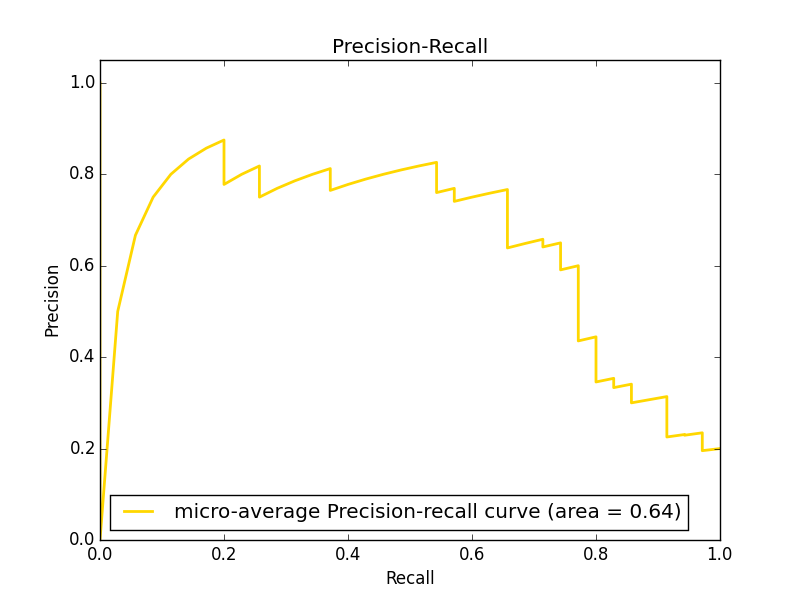 Precision-Recall
1.0
0.8
0.6
0.4
0.2
0.0
Precision
micro-average Precision-recall curve (area = 0.64)
0.0 0.2 0.4 0.6 0.8 1.0
Recall